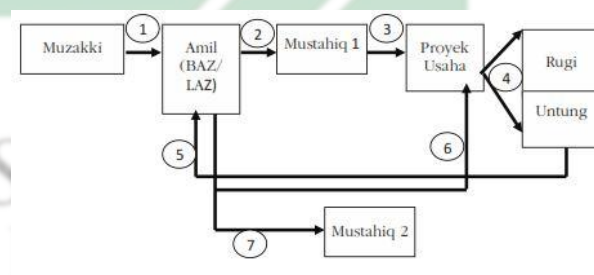 1
2
3
Muzakki
Amil
(BAZ/
LAZ)
Mustahiq 1
Proyek
Usaha
Rugi
4
Untung
5
6
7
Mustahiq 2